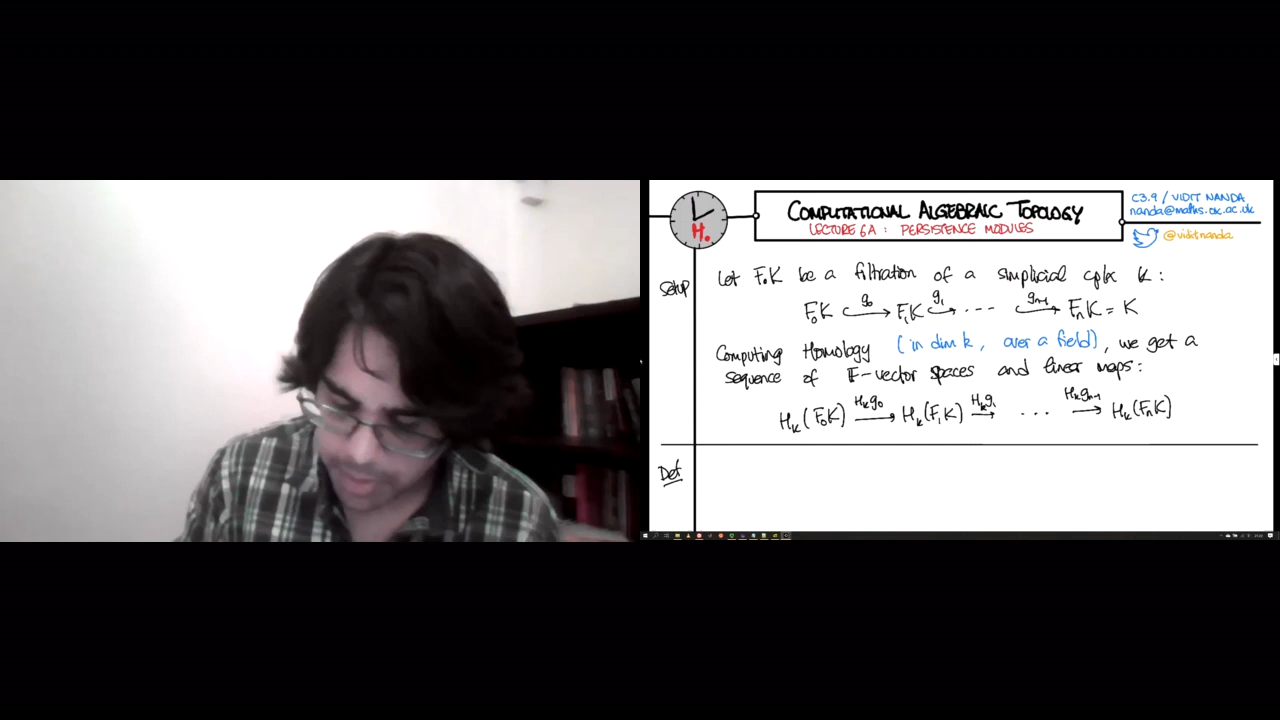 COMPUTATIONAL ALGEBRAIC TOPOLOGY
LECTURE 6A : PERSISTENCE MODULES
C3.9 / VIDIT NANDA
nanda@maths.ox.ac.uk
@viditnanda
H.
Setup
Let F.K be a filtration of a simplicial cplx K :
F₀K g₀↪ F₁K g₁↪ ··· gₙ₋₁↪ FₙK = K
Computing Homology (in dim k, over a field), we get a
sequence of F-vector spaces and linear maps:
Hₖ(F₀K) Hₖg₀→ Hₖ(F₁K) Hₖg₁→ ... Hₖgₙ₋₁→ Hₖ(FₙK)
Def